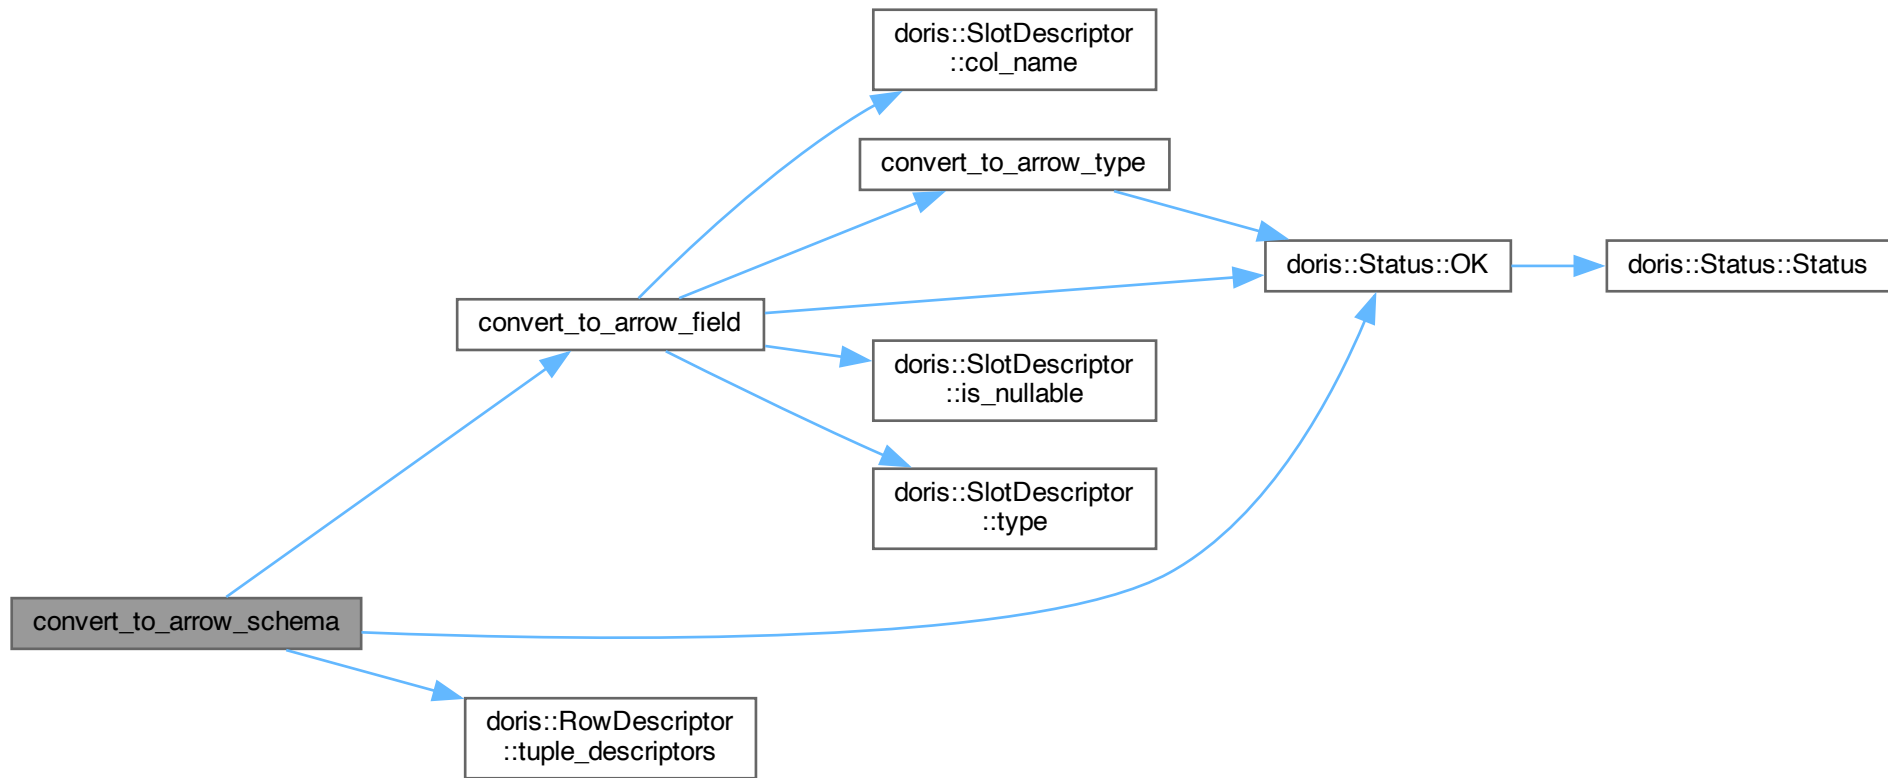 doris::SlotDescriptor
::col_name
convert_to_arrow_type
doris::Status::OK
doris::Status::Status
convert_to_arrow_field
doris::SlotDescriptor
::is_nullable
doris::SlotDescriptor
::type
convert_to_arrow_schema
doris::RowDescriptor
::tuple_descriptors